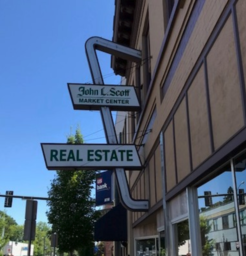 John L. Scott
MARKET CENTER
REAL ESTATE